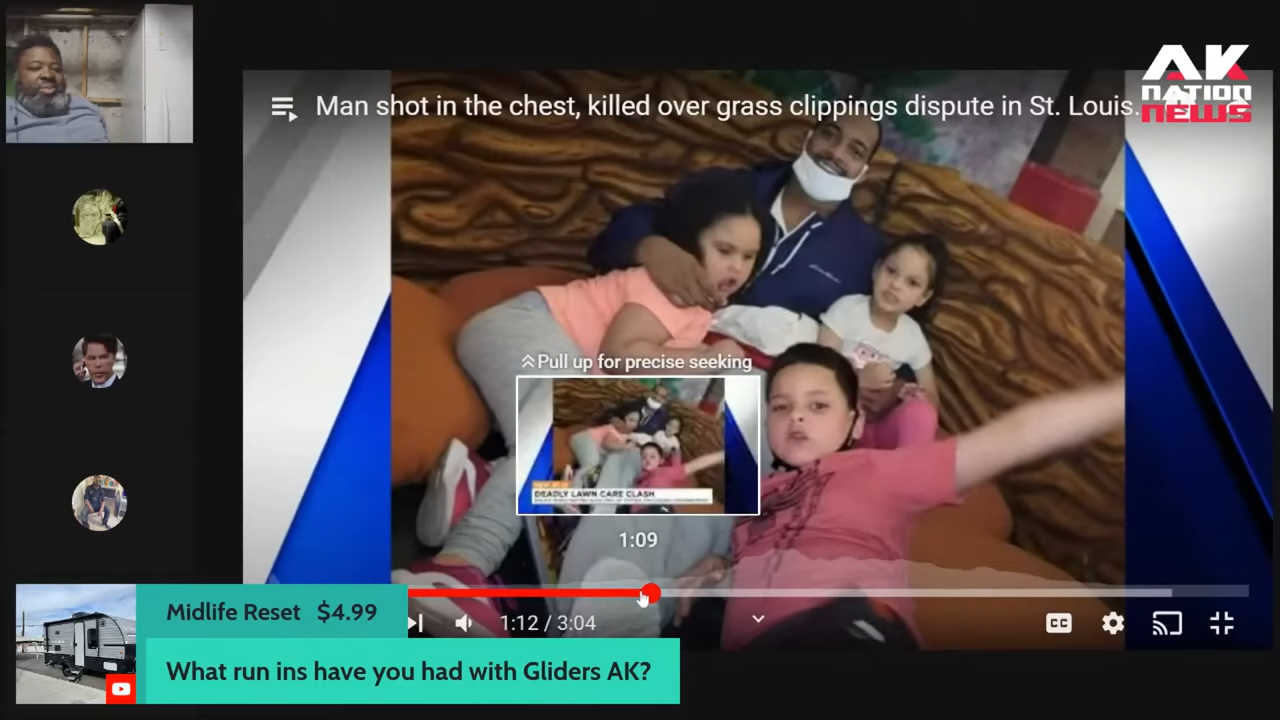 AK
NATION
NEWS
Man shot in the chest, killed over grass clippings dispute in St. Louis.
Pull up for precise seeking
DEADLY LAWN CARE CLASH
1:09
1:12 / 3:04
CC
Midlife Reset $4.99
What run ins have you had with Gliders AK?